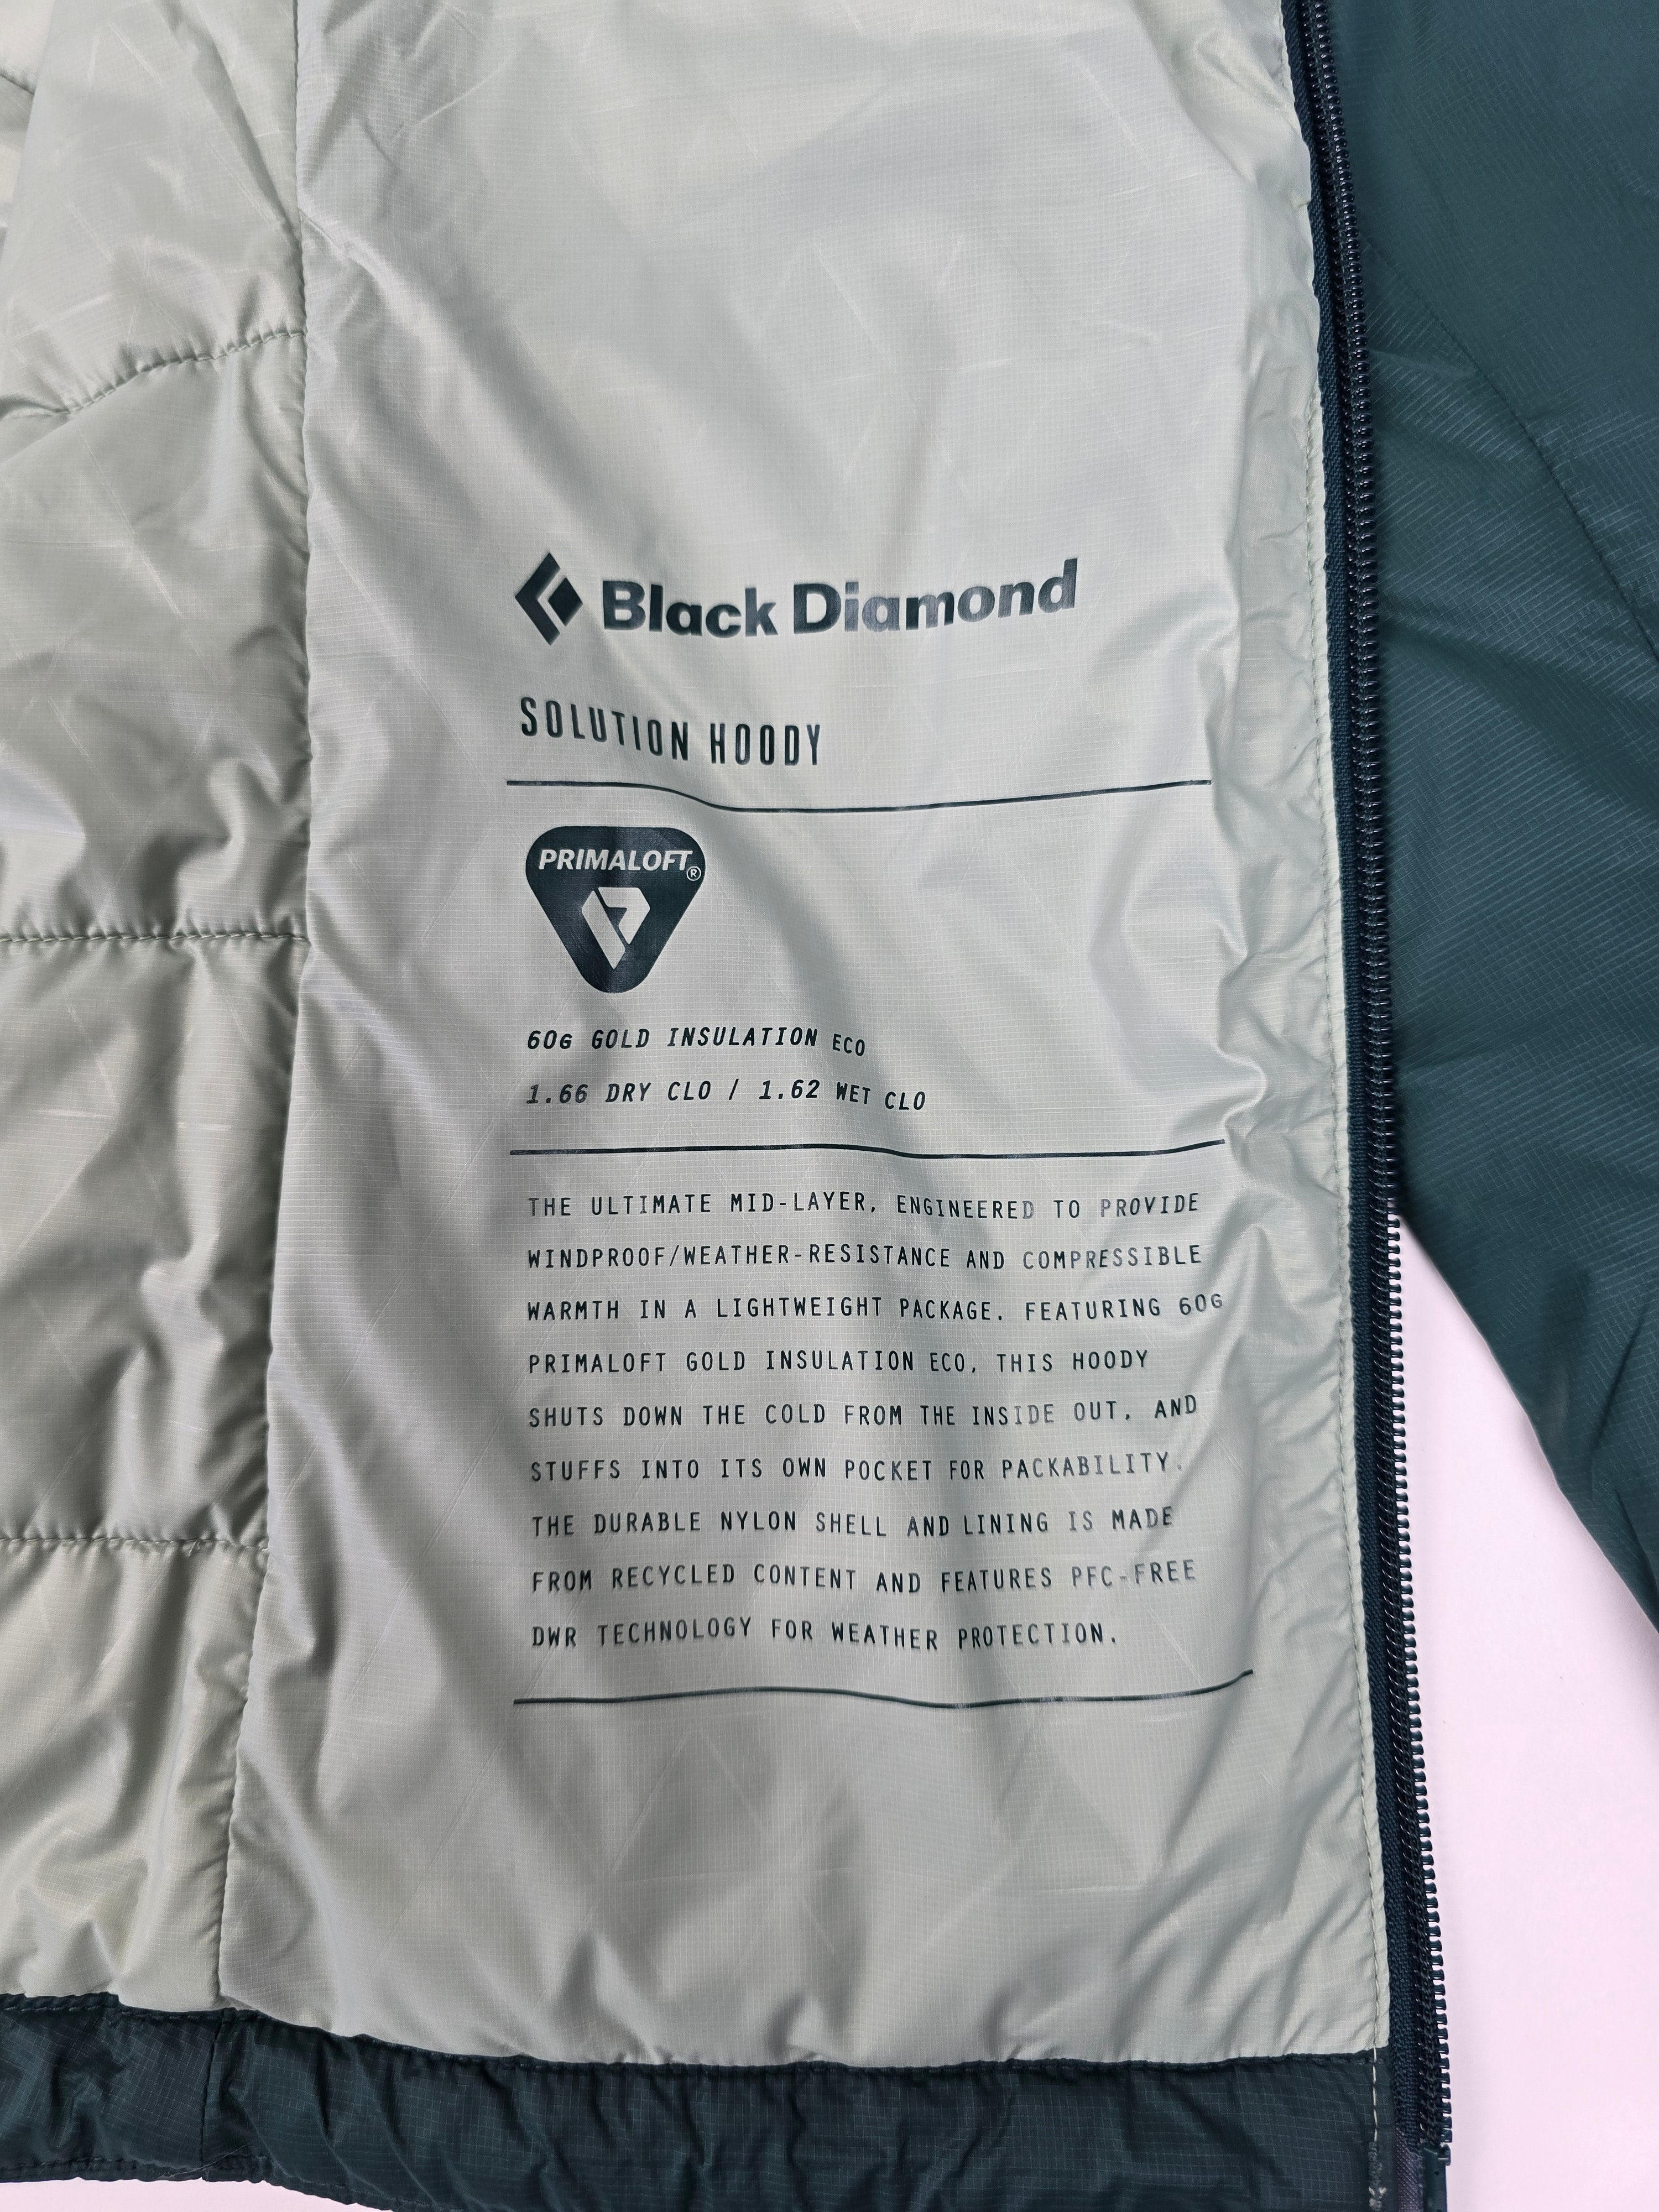 Black Diamond
SOLUTION HOODY
PRIMALOFT®
60G GOLD INSULATION ECO
1.66 DRY CLO / 1.62 WET CLO
THE ULTIMATE MID-LAYER, ENGINEERED TO PROVIDE
WINDPROOF/WEATHER-RESISTANCE AND COMPRESSIBLE
WARMTH IN A LIGHTWEIGHT PACKAGE. FEATURING 60G
PRIMALOFT GOLD INSULATION ECO, THIS HOODY
SHUTS DOWN THE COLD FROM THE INSIDE OUT, AND
STUFFS INTO ITS OWN POCKET FOR PACKABILITY.
THE DURABLE NYLON SHELL AND LINING IS MADE
FROM RECYCLED CONTENT AND FEATURES PFC-FREE
DWR TECHNOLOGY FOR WEATHER PROTECTION.